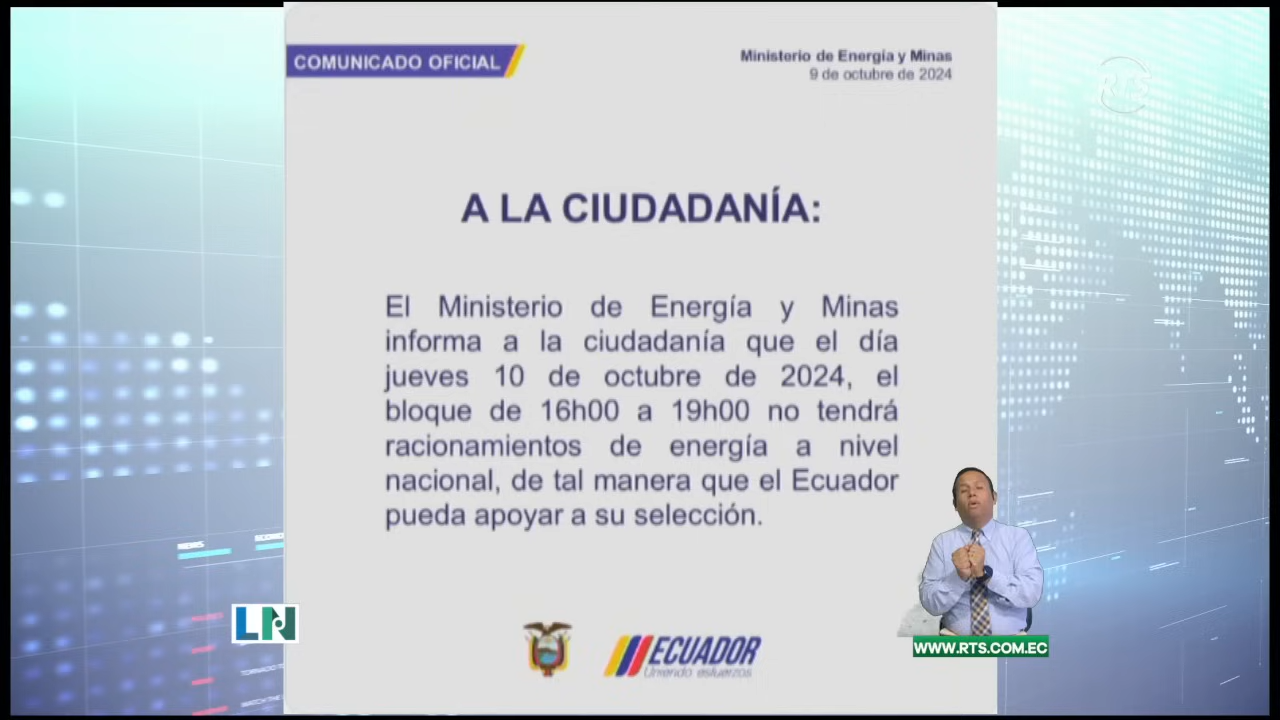 COMUNICADO OFICIAL
Ministerio de Energía y Minas
9 de octubre de 2024
RTS
A LA CIUDADANÍA:
El Ministerio de Energía y Minas
informa a la ciudadanía que el día
jueves 10 de octubre de 2024, el
bloque de 16h00 a 19h00 no tendrá
racionamientos de energía a nivel
nacional, de tal manera que el Ecuador
pueda apoyar a su selección.
NEWS
LN
ECUADOR
Uniendo esfuerzos
WWW.RTS.COM.EC